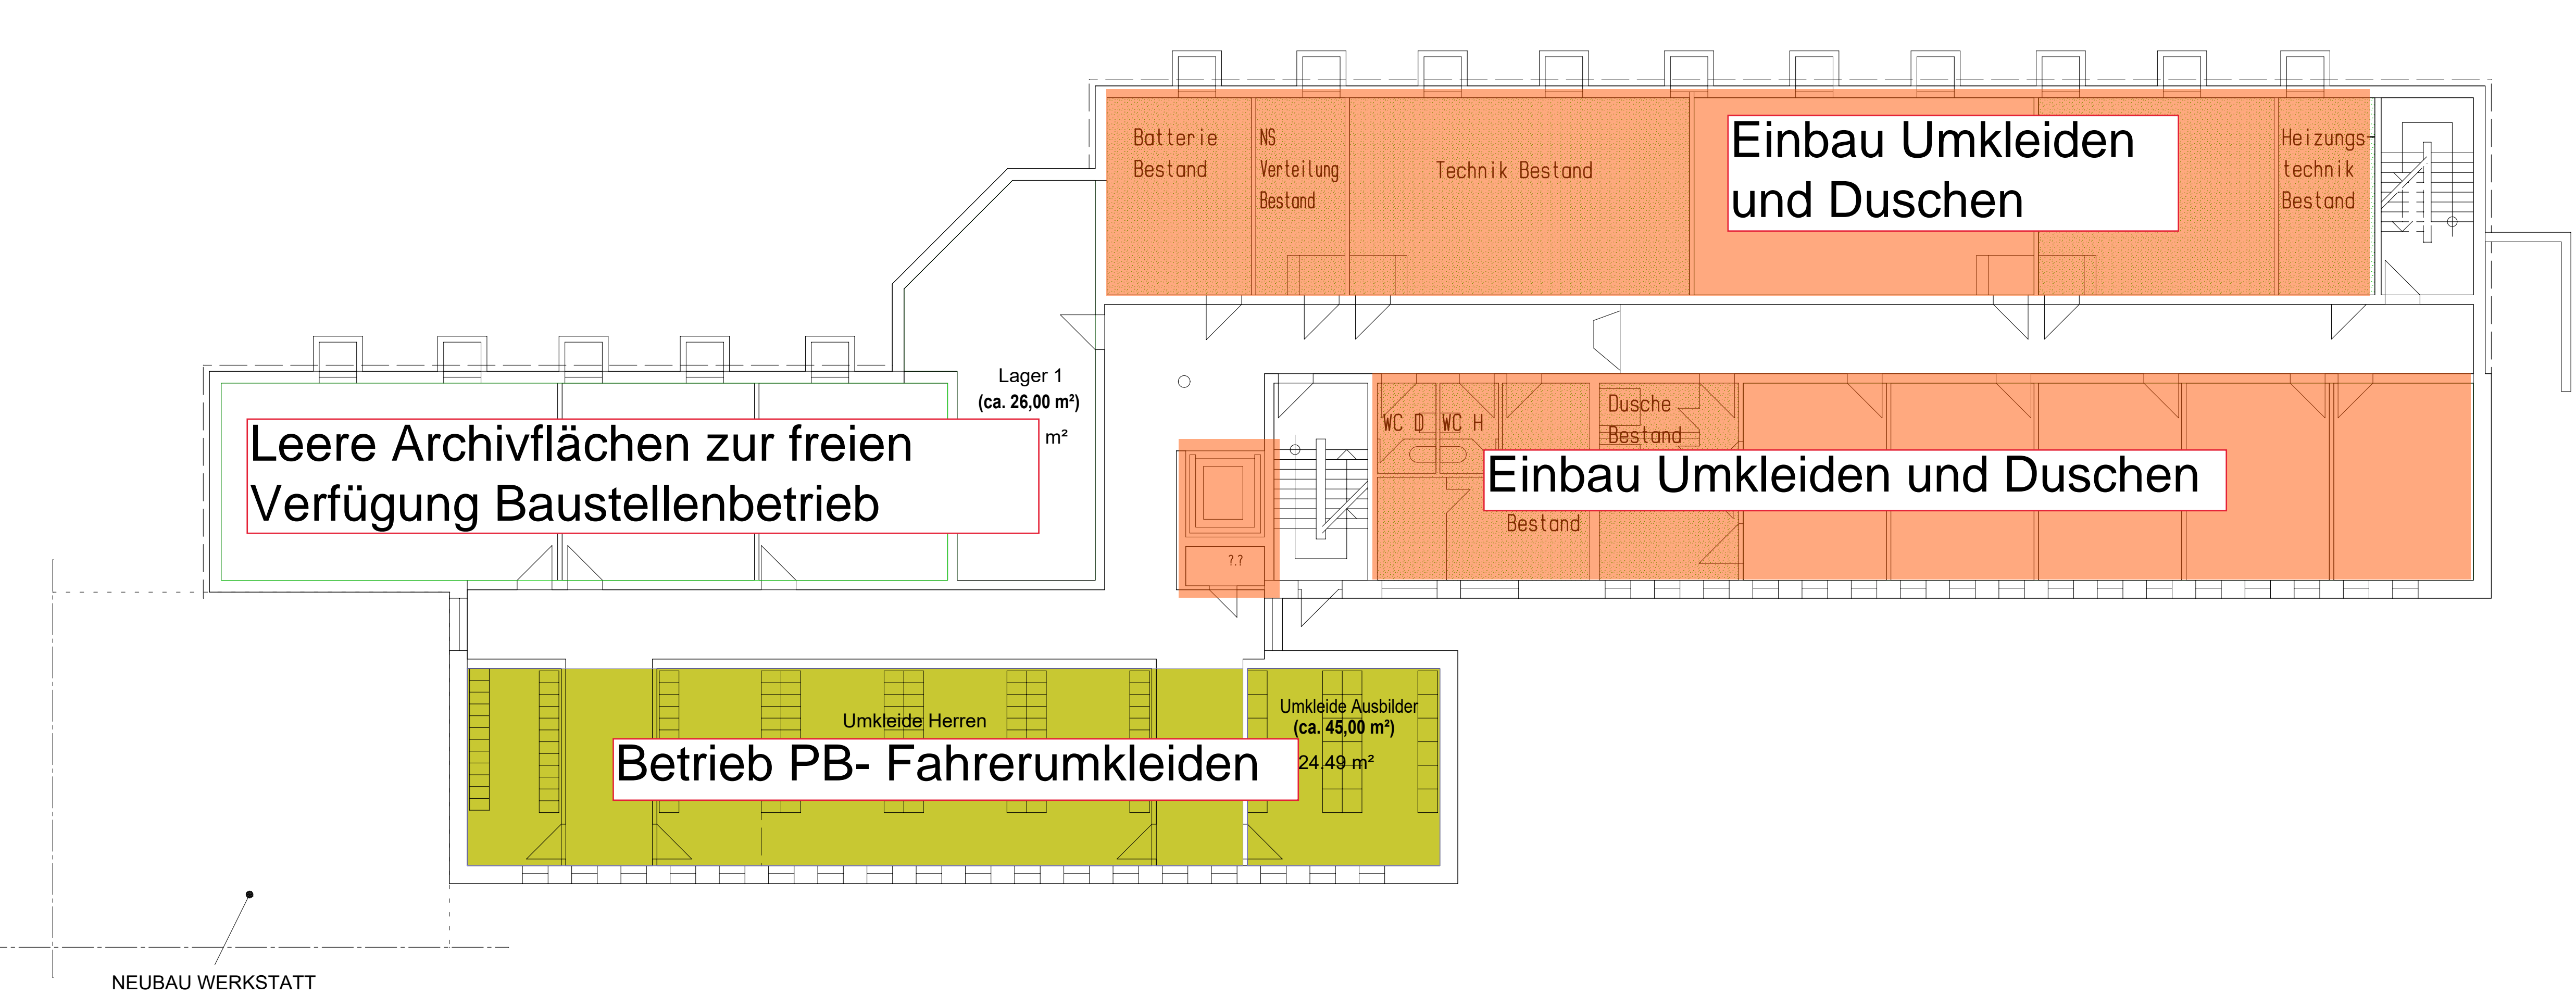 Batterie
Bestand
NS
Verteilung
Bestand
Technik Bestand
Einbau Umkleiden
und Duschen
Heizungs-
technik
Bestand
Lager 1
(ca. 26,00 m²)
m²
Leere Archivflächen zur freien
Verfügung Baustellenbetrieb
WC D
WC H
Dusche
Bestand
Einbau Umkleiden und Duschen
Bestand
?.?
Umkleide Herren
Umkleide Ausbilder
(ca. 45,00 m²)
24.49 m²
Betrieb PB- Fahrerumkleiden
NEUBAU WERKSTATT